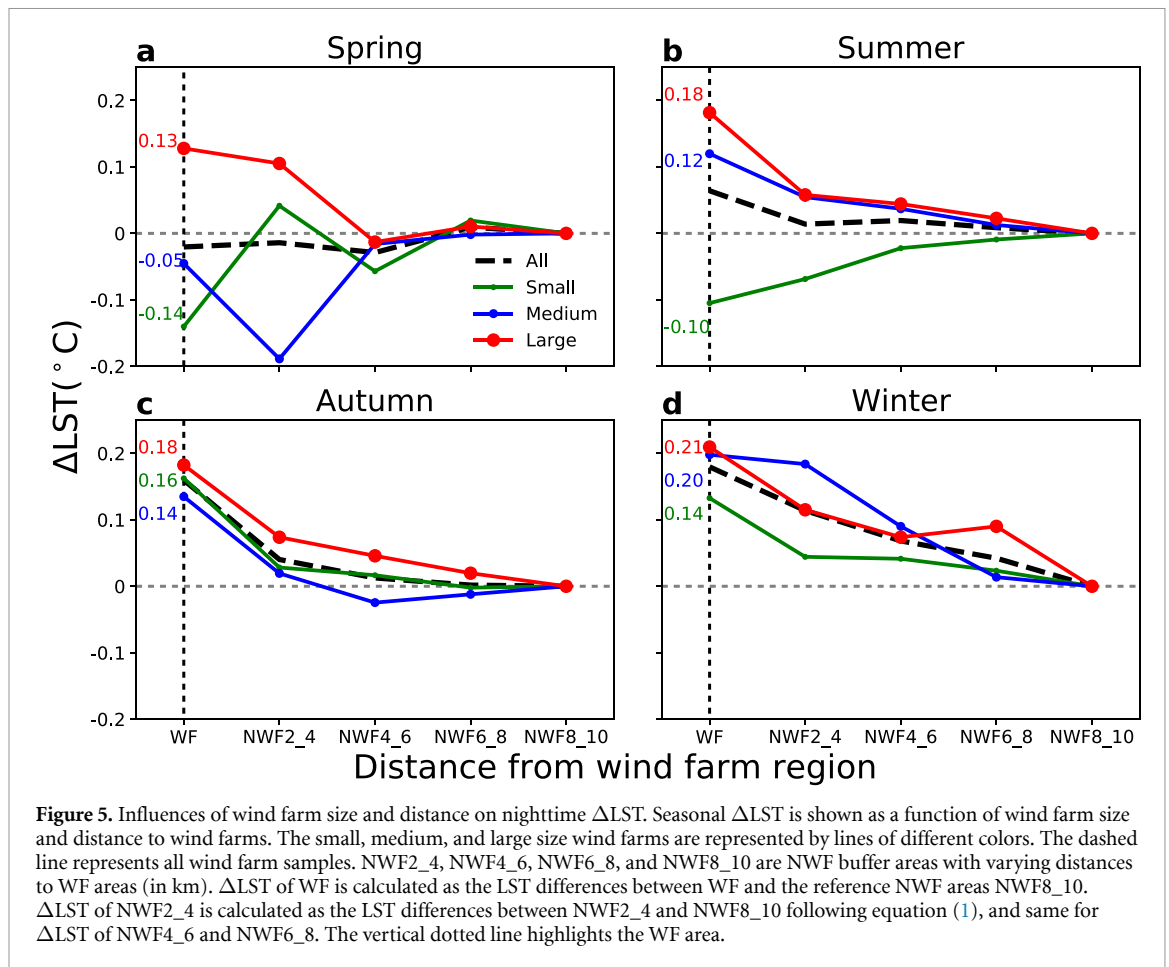 a Spring
b Summer
0.2
0.1
0
-0.1
-0.2
0.13
-0.05
-0.14
All
Small
Medium
Large
0.18
0.12
-0.10
ΔLST(°C)
c Autumn
d Winter
0.2
0.1
0
-0.1
-0.2
0.18
0.16
0.14
0.21
0.20
0.14
WF NWF2_4 NWF4_6 NWF6_8 NWF8_10
WF NWF2_4 NWF4_6 NWF6_8 NWF8_10
Distance from wind farm region
Figure 5. Influences of wind farm size and distance on nighttime ΔLST. Seasonal ΔLST is shown as a function of wind farm size
and distance to wind farms. The small, medium, and large size wind farms are represented by lines of different colors. The dashed
line represents all wind farm samples. NWF2_4, NWF4_6, NWF6_8, and NWF8_10 are NWF buffer areas with varying distances
to WF areas (in km). ΔLST of WF is calculated as the LST differences between WF and the reference NWF areas NWF8_10.
ΔLST of NWF2_4 is calculated as the LST differences between NWF2_4 and NWF8_10 following equation (1), and same for
ΔLST of NWF4_6 and NWF6_8. The vertical dotted line highlights the WF area.